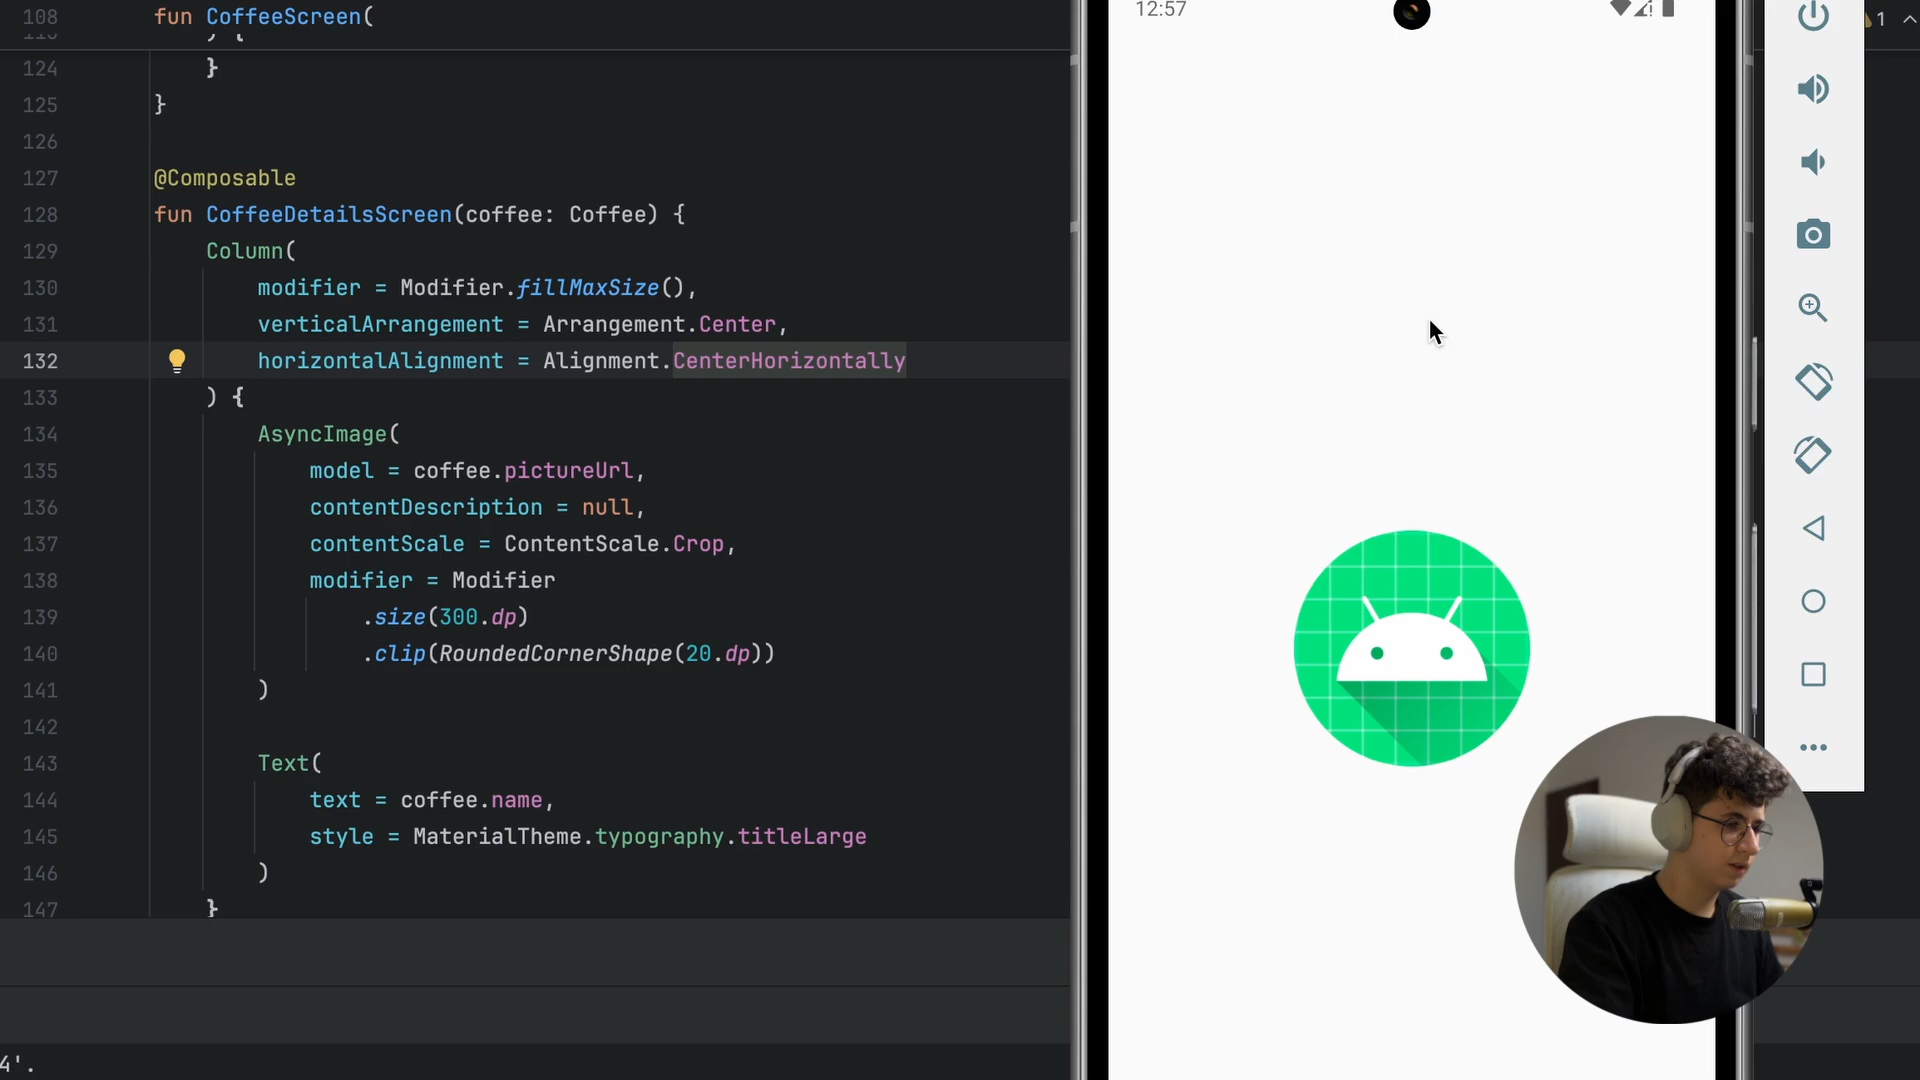 108 fun CoffeeScreen(
) {
124 }
125 }
126
127 @Composable
128 fun CoffeeDetailsScreen(coffee: Coffee) {
129 Column(
130 modifier = Modifier.fillMaxSize(),
131 verticalArrangement = Arrangement.Center,
132 horizontalAlignment = Alignment.CenterHorizontally
133 ) {
134 AsyncImage(
135 model = coffee.pictureUrl,
136 contentDescription = null,
137 contentScale = ContentScale.Crop,
138 modifier = Modifier
139 .size(300.dp)
140 .clip(RoundedCornerShape(20.dp))
141 )
142
143 Text(
144 text = coffee.name,
145 style = MaterialTheme.typography.titleLarge
146 )
147 }
4'.
12:57
1